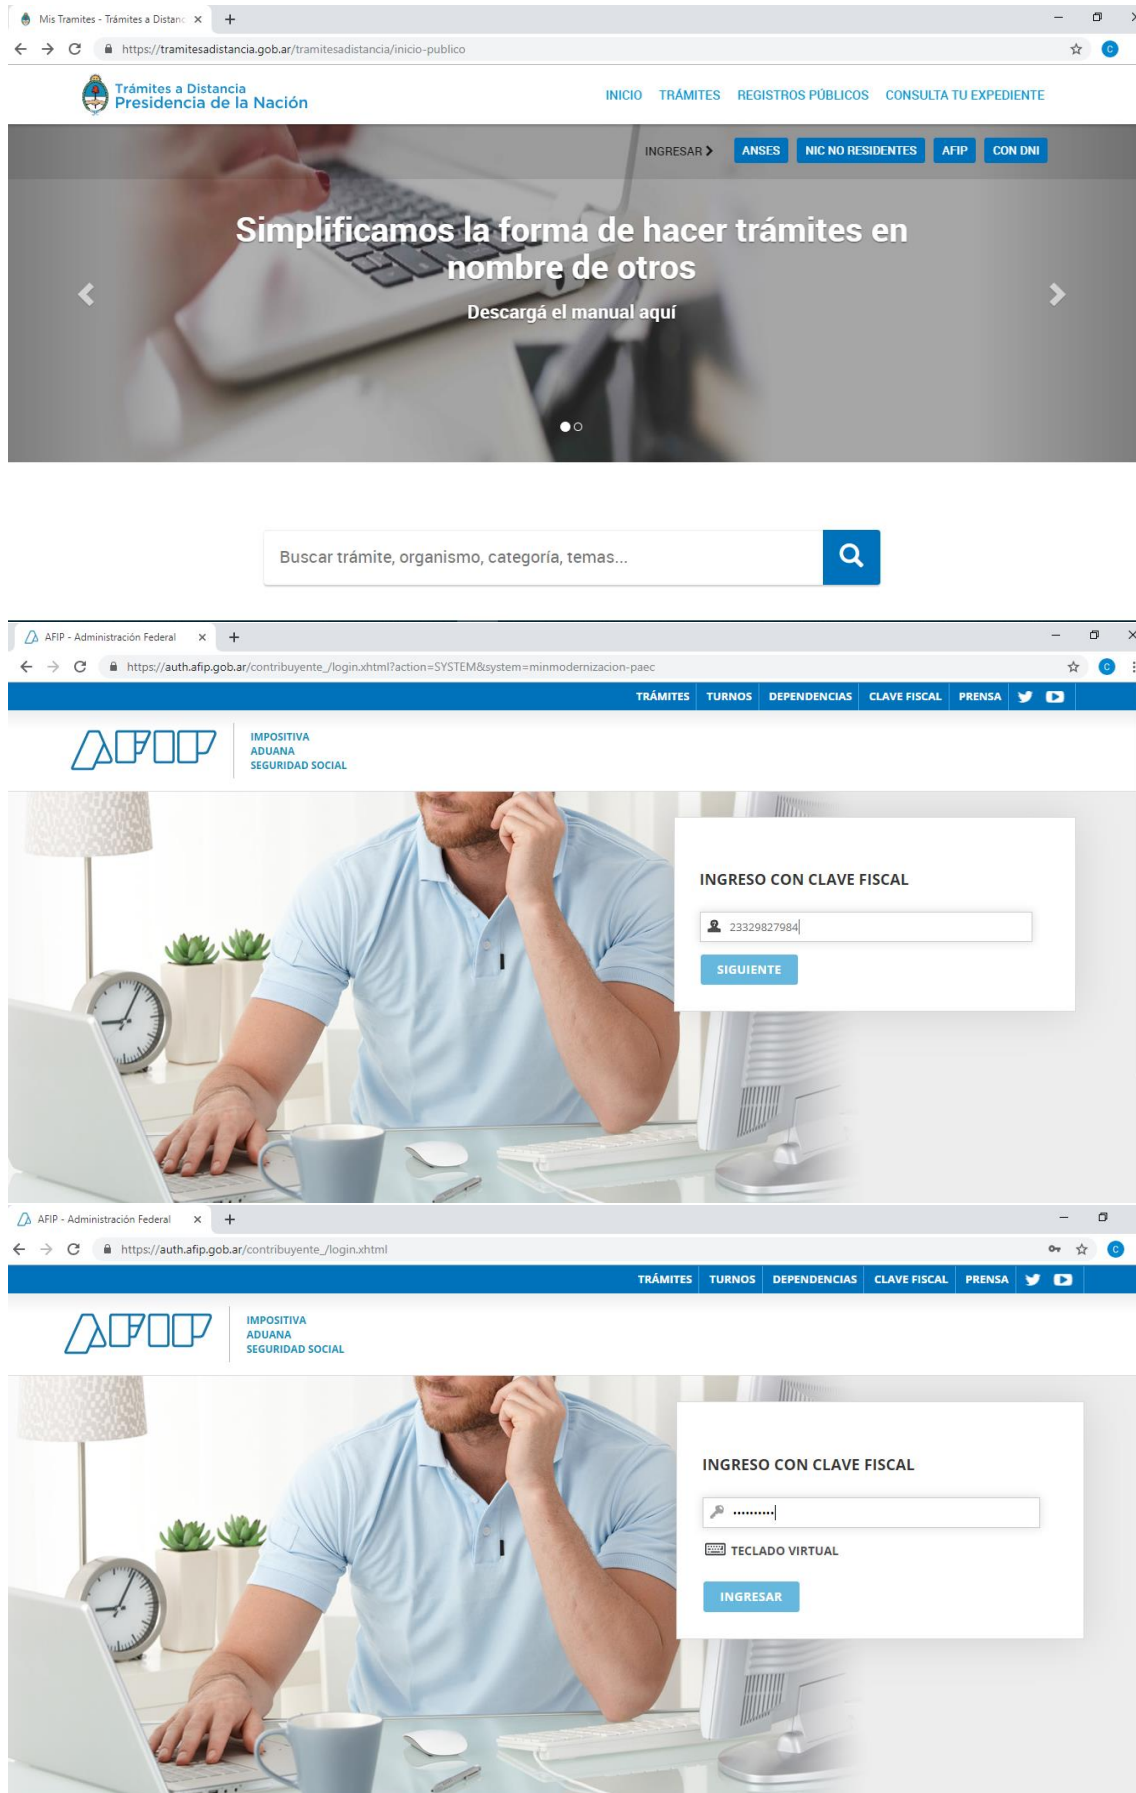 Mis Tramites - Trámites a Distanc
https://tramitesadistancia.gob.ar/tramitesadistancia/inicio-publico
C
Trámites a Distancia
Presidencia de la Nación
INICIO TRÁMITES REGISTROS PÚBLICOS CONSULTA TU EXPEDIENTE
INGRESAR ANSES NIC NO RESIDENTES AFIP CON DNI
Simplificamos la forma de hacer trámites en
nombre de otros
Descargá el manual aquí
Buscar trámite, organismo, categoría, temas...
AFIP - Administración Federal
https://auth.afip.gob.ar/contribuyente_/login.xhtml?action=SYSTEM&system=minmodernizacion-paec
C
TRÁMITES TURNOS DEPENDENCIAS CLAVE FISCAL PRENSA
AFIP
IMPOSITIVA
ADUANA
SEGURIDAD SOCIAL
INGRESO CON CLAVE FISCAL
23329827984
SIGUIENTE
AFIP - Administración Federal
https://auth.afip.gob.ar/contribuyente_/login.xhtml
C
TRÁMITES TURNOS DEPENDENCIAS CLAVE FISCAL PRENSA
AFIP
IMPOSITIVA
ADUANA
SEGURIDAD SOCIAL
INGRESO CON CLAVE FISCAL
••••••••••
TECLADO VIRTUAL
INGRESAR